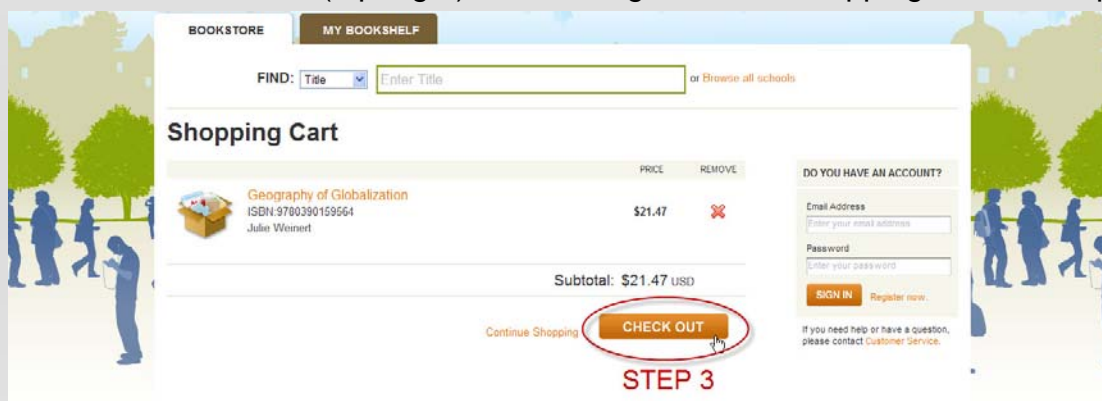 BOOKSTORE
MY BOOKSHELF
FIND: Title Enter Title or Browse all schools
Shopping Cart
PRICE REMOVE
Geography of Globalization
ISBN:9780390159564
Julie Weinert
$21.47
Subtotal: $21.47 USD
Continue Shopping
CHECK OUT
STEP 3
DO YOU HAVE AN ACCOUNT?
Email Address
Enter your email address
Password
Enter your password
SIGN IN
Register now.
If you need help or have a question,
please contact Customer Service.